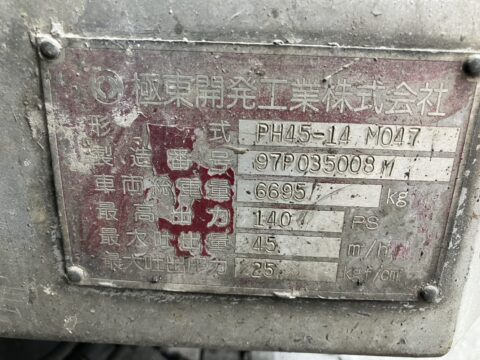 極東開発工業株式会社
形式 PH45-14 M047
製造番号 97P035008M
車両総重量 6695 kg
最高出力 140 PS
最大吐出量 45 m/h
最大吐出圧力 25 kgf/cm